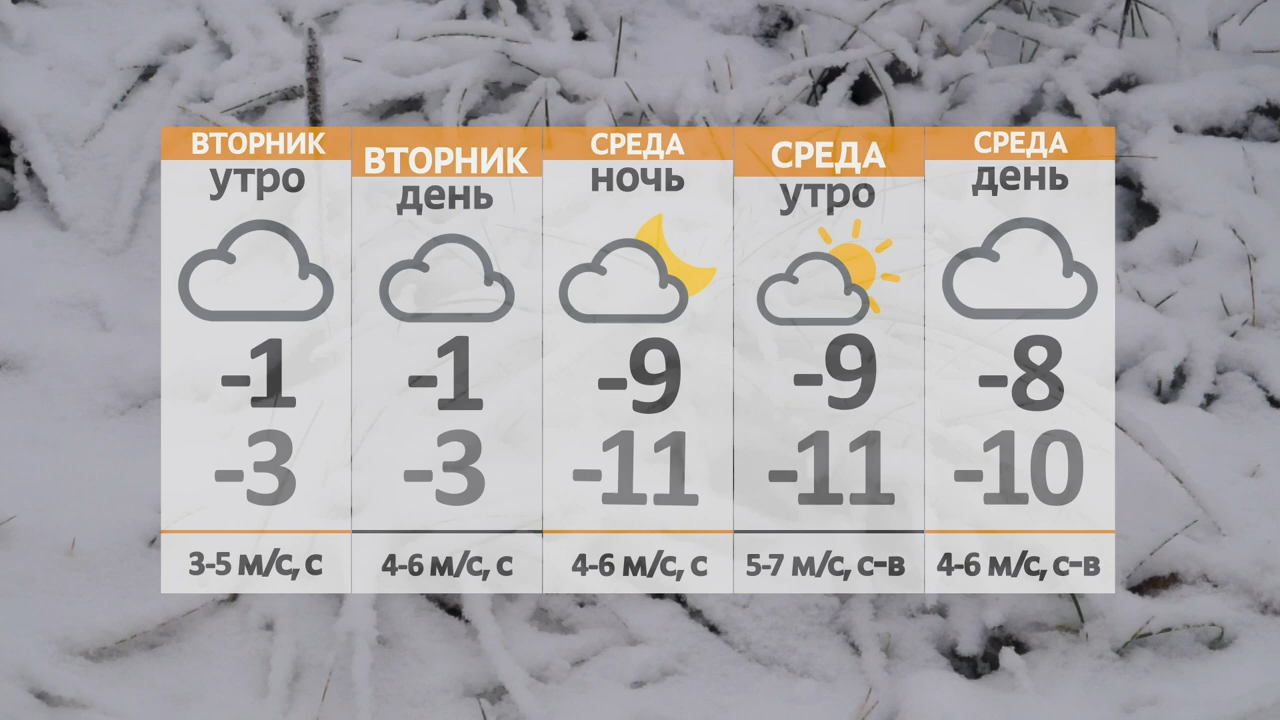 ВТОРНИК
утро
-1
-3
3-5 м/с, с
ВТОРНИК
день
-1
-3
4-6 м/с, с
СРЕДА
ночь
-9
-11
4-6 м/с, с
СРЕДА
утро
-9
-11
5-7 м/с, с-в
СРЕДА
день
-8
-10
4-6 м/с, с-в